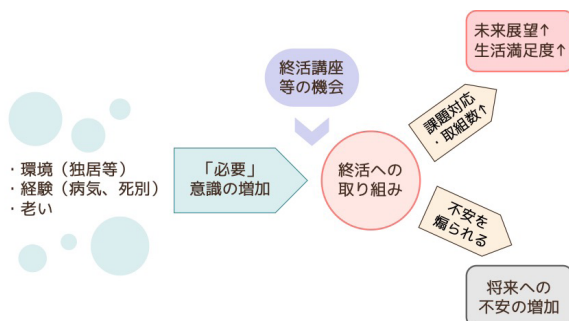 未来展望↑
生活満足度↑
終活講座
等の機会
課題対応
・取組数↑
・環境（独居等）
・経験（病気、死別）
・老い
「必要」
意識の増加
終活への
取り組み
不安を
煽られる
将来への
不安の増加